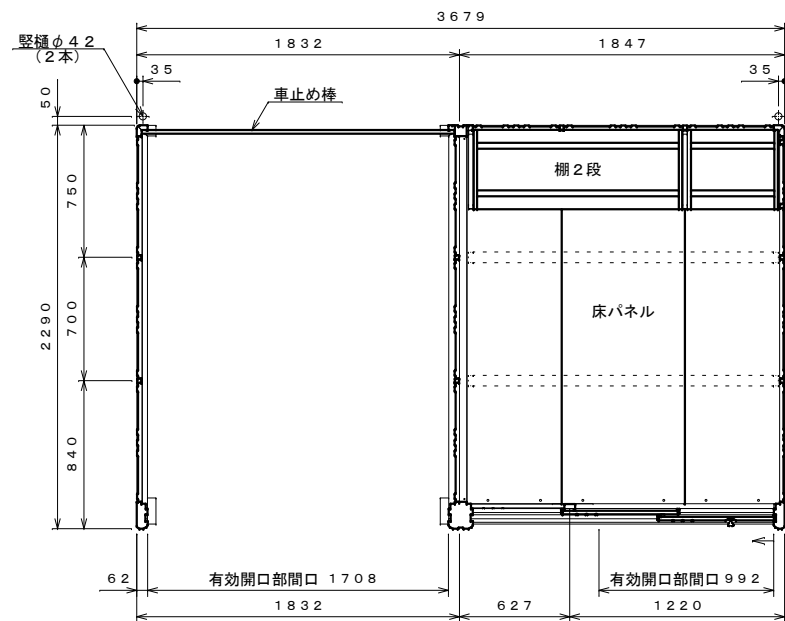 ３６７９
１８３２
１８４７
竪樋φ４２
（２本）
３５
３５
５０
車止め棒
棚２段
７５０
床パネル
２２９０
７００
８４０
６２
有効開口部間口 １７０８
有効開口部間口 ９９２
１８３２
６２７
１２２０